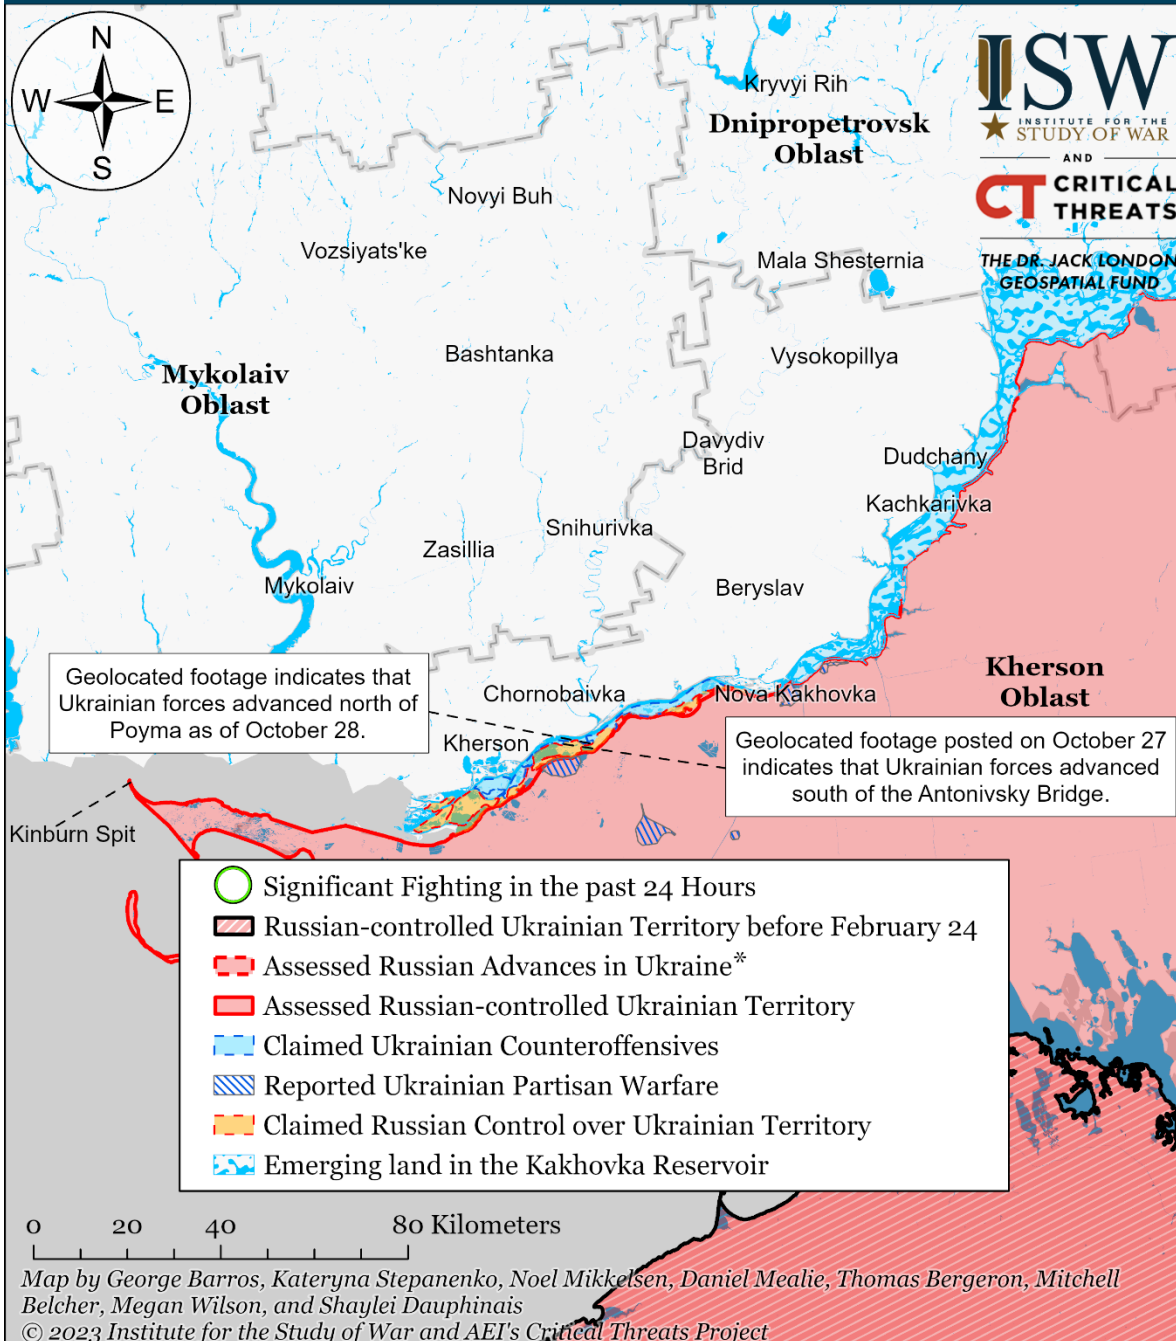 N
W
E
S
ISW
INSTITUTE FOR THE
STUDY OF WAR
AND
CT CRITICAL
THREATS
THE DR. JACK LONDON
GEOSPATIAL FUND
Kryvyi Rih
Dnipropetrovsk
Oblast
Novyi Buh
Vozsiyats'ke
Mala Shesternia
Bashtanka
Vysokopillya
Mykolaiv
Oblast
Davydiv
Brid
Dudchany
Kachkarivka
Snihurivka
Zasillia
Mykolaiv
Beryslav
Geolocated footage indicates that
Ukrainian forces advanced north of
Poyma as of October 28.
Chornobaivka
Nova Kakhovka
Kherson
Oblast
Kherson
Geolocated footage posted on October 27
indicates that Ukrainian forces advanced
south of the Antonivsky Bridge.
Kinburn Spit
Significant Fighting in the past 24 Hours
Russian-controlled Ukrainian Territory before February 24
Assessed Russian Advances in Ukraine*
Assessed Russian-controlled Ukrainian Territory
Claimed Ukrainian Counteroffensives
Reported Ukrainian Partisan Warfare
Claimed Russian Control over Ukrainian Territory
Emerging land in the Kakhovka Reservoir
0 20 40 80 Kilometers
Map by George Barros, Kateryna Stepanenko, Noel Mikkelsen, Daniel Mealie, Thomas Bergeron, Mitchell
Belcher, Megan Wilson, and Shaylei Dauphinais
© 2023 Institute for the Study of War and AEI's Critical Threats Project